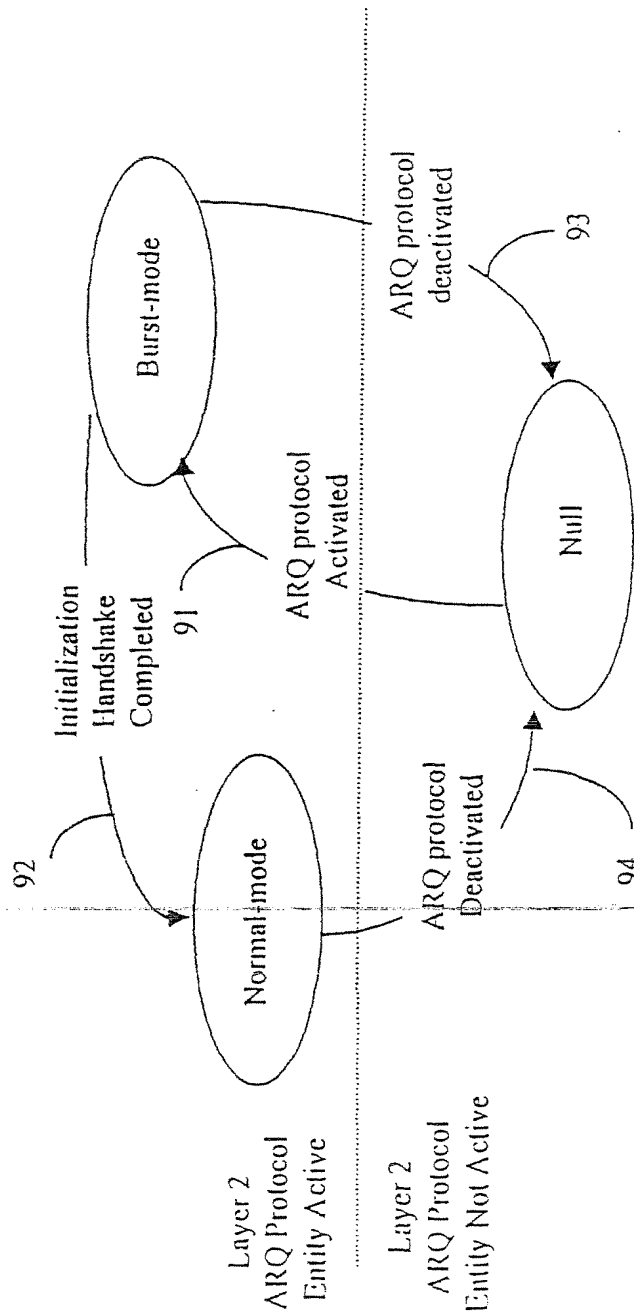 92
Initialization
Handshake
Completed
Burst-mode
91
Normal-mode
ARQ protocol
Activated
Layer 2
ARQ Protocol
Entity Active
Layer 2
ARQ Protocol
Entity Not Active
ARQ protocol
Deactivated
94
Null
ARQ protocol
deactivated
93